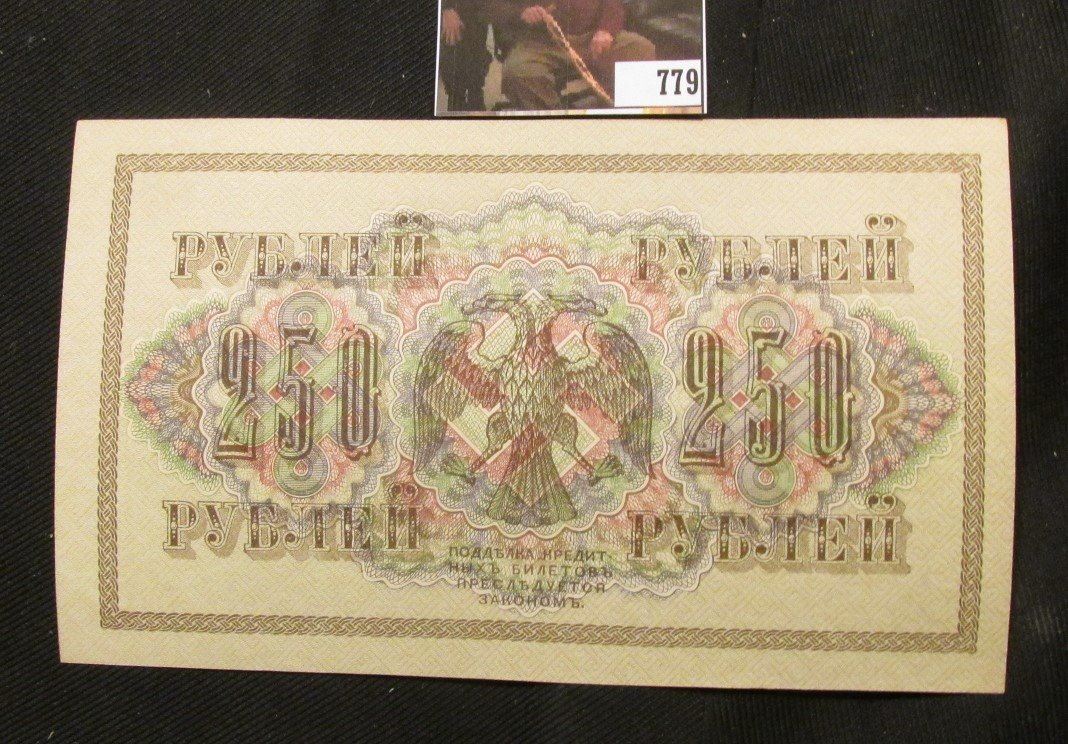 779
РУБЛЕЙ РУБЛЕЙ
250 250
РУБЛЕЙ РУБЛЕЙ
ПОДДѢЛКА КРЕДИТ-
НЫХЪ БИЛЕТОВЪ
ПРЕСЛѢДУЕТСЯ
ЗАКОНОМЪ.